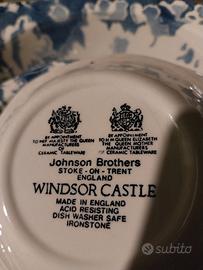 BY APPOINTMENT
TO HER MAJESTY THE QUEEN
MANUFACTURERS
OF
CERAMIC TABLEWARE
BY APPOINTMENT
TO H M QUEEN ELIZABETH
THE QUEEN MOTHER
MANUFACTURERS
OF CERAMIC TABLEWARE
Johnson Brothers
STOKE - ON - TRENT
ENGLAND
WINDSOR CASTLE
MADE IN ENGLAND
ACID RESISTING
DISH WASHER SAFE
IRONSTONE
subito